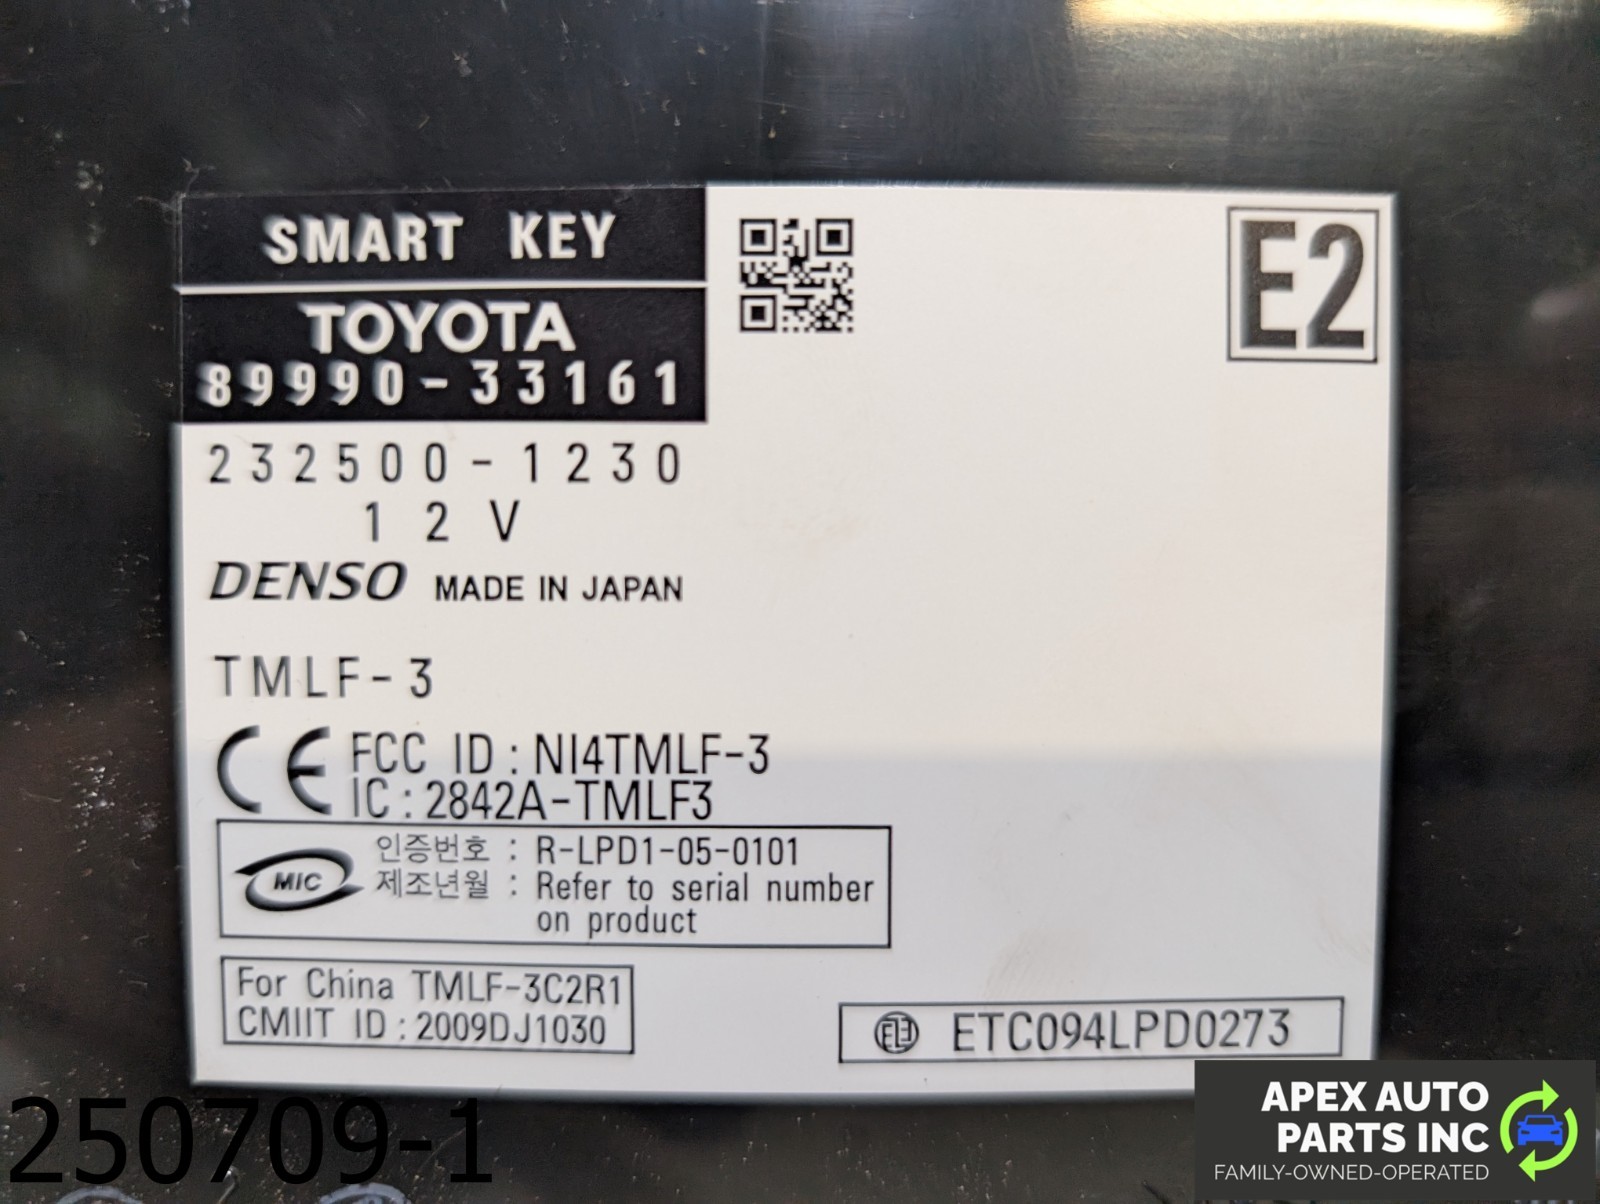 SMART KEY
TOYOTA
89990-33161
E2
232500-1230
12V
DENSO MADE IN JAPAN
TMLF-3
CE FCC ID : NI4TMLF-3
IC : 2842A-TMLF3
MIC 인증번호 : R-LPD1-05-0101
제조년월 : Refer to serial number
on product
For China TMLF-3C2R1
CMIIT ID : 2009DJ1030
ETC094LPD0273
250709-1
APEX AUTO
PARTS INC
FAMILY-OWNED-OPERATED